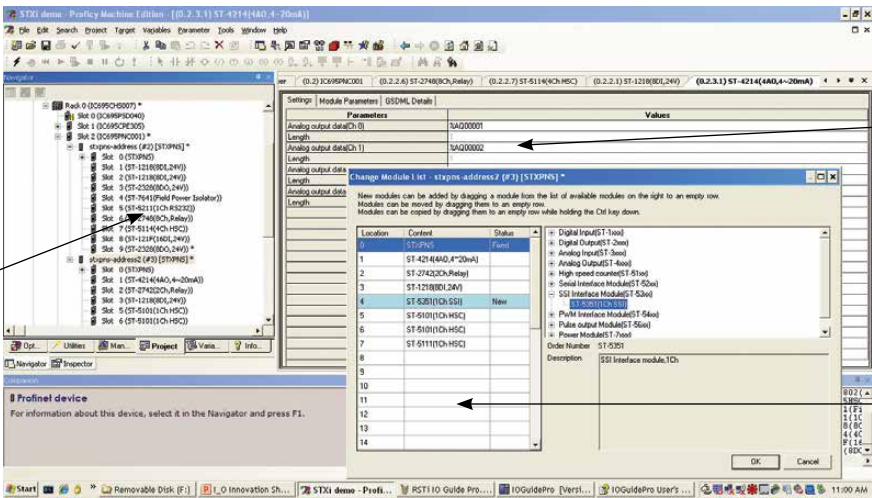 STXi demo - Proficy Machine Edition - [(0.2.3.1) ST-4214(4AO,4~20mA)]
File Edit Search Project Target Variables Parameter Tools Window Help
Navigator
(0.2) IC695PNC001 (0.2.2.6) ST-2748(8Ch,Relay) (0.2.2.7) ST-5114(4Ch HSC) (0.2.2.1) ST-1218(8DI,24V) (0.2.3.1) ST-4214(4AO,4~20mA)
Rack 0 (IC695CHS007) *
Slot 0 (IC695PSD040)
Slot 1 (IC695CPE305)
Slot 2 (IC695PNC001) *
stxpns-address (#2) [STXPNS] *
Slot 0 (STXPNS)
Slot 1 (ST-1218(8DI,24V))
Slot 2 (ST-1218(8DI,24V))
Slot 3 (ST-2328(8DO,24V))
Slot 4 (ST-7641(Field Power Isolator))
Slot 5 (ST-5211(1Ch RS232))
Slot 6 (ST-2748(8Ch,Relay))
Slot 7 (ST-5114(4Ch HSC))
Slot 8 (ST-121F(16DI,24V))
Slot 9 (ST-2328(8DO,24V)) *
stxpns-address2 (#3) [STXPNS] *
Slot 0 (STXPNS)
Slot 1 (ST-4214(4AO,4~20mA))
Slot 2 (ST-2742(2Ch,Relay))
Slot 3 (ST-1218(8DI,24V))
Slot 5 (ST-5101(1Ch HSC))
Slot 6 (ST-5101(1Ch HSC))
Opt... Utilities Man... Project Varia... Info...
Navigator Inspector
Settings Module Parameters GSDML Details
Parameters Values
Analog output data(Ch 0) %AQ00001
Length
Analog output data(Ch 1) %AQ00002
Length
Analog output data
Length
Analog output data
Length
Change Module List - stxpns-address2 (#3) [STXPNS] *
New modules can be added by dragging a module from the list of available modules on the right to an empty row.
Modules can be moved by dragging them to an empty row.
Modules can be copied by dragging them to an empty row while holding the Ctrl key down.
Location Content Status
0 STXPNS Fixed
1 ST-4214(4AO,4~20mA)
2 ST-2742(2Ch,Relay)
3 ST-1218(8DI,24V)
4 ST-5351(1Ch SSI) New
5 ST-5101(1Ch HSC)
6 ST-5101(1Ch HSC)
7 ST-5111(1Ch HSC)
8
9
10
11
12
13
14
Digital Input(ST-1xxx)
Digital Output(ST-2xxx)
Analog Input(ST-3xxx)
Analog Output(ST-4xxx)
High speed counter(ST-51xx)
Serial Interface Module(ST-52xx)
SSI Interface Module(ST-53xx)
ST-5351(1Ch SSI)
PWM Interface Module(ST-54xx)
Pulse output Module(ST-56xx)
Power Module(ST-7xxx)
Order Number ST-5351
Description SSI Interface module,1Ch
OK Cancel
Companion
Profinet device
For information about this device, select it in the Navigator and press F1.
Start Removable Disk (F:) I_O Innovation Sh... STXi demo - Profi... RSTi IO Guide Pro.... IOGuidePro [Versi... IOGuidePro User's ... 11:00 AM